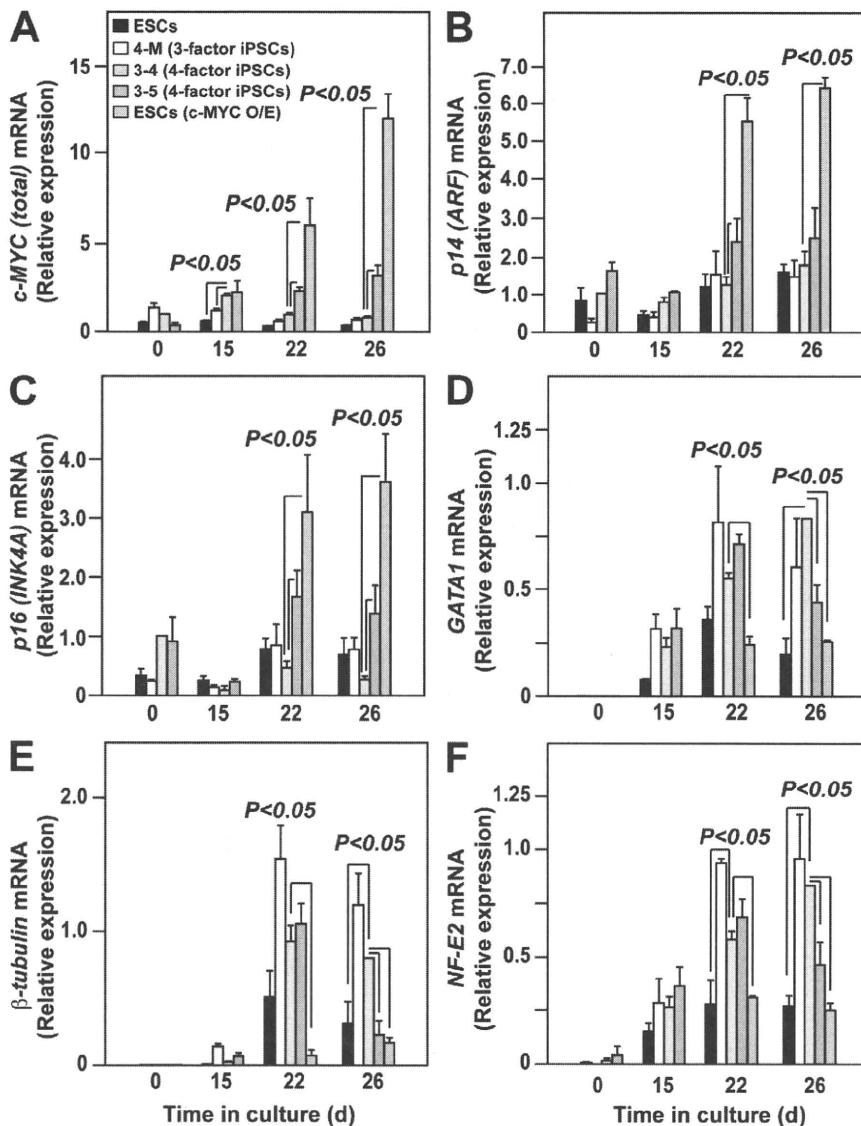 A
ESCs
4-M (3-factor iPSCs)
3-4 (4-factor iPSCs)
3-5 (4-factor iPSCs)
ESCs (c-MYC O/E)
c-MYC (total) mRNA
(Relative expression)
15
10
5
0
P<0.05
P<0.05
P<0.05
0 15 22 26
B
p14 (ARF) mRNA
(Relative expression)
7.0
6.0
5.0
4.0
3.0
2.0
1.0
0
P<0.05
P<0.05
0 15 22 26
C
p16 (INK4A) mRNA
(Relative expression)
4.0
3.0
2.0
1.0
0
P<0.05
P<0.05
0 15 22 26
D
GATA1 mRNA
(Relative expression)
1.25
1.0
0.5
0
P<0.05
P<0.05
0 15 22 26
E
β-tubulin mRNA
(Relative expression)
2.0
1.0
0
P<0.05
P<0.05
0 15 22 26
Time in culture (d)
F
NF-E2 mRNA
(Relative expression)
1.25
1.0
0.5
0
P<0.05
P<0.05
0 15 22 26
Time in culture (d)